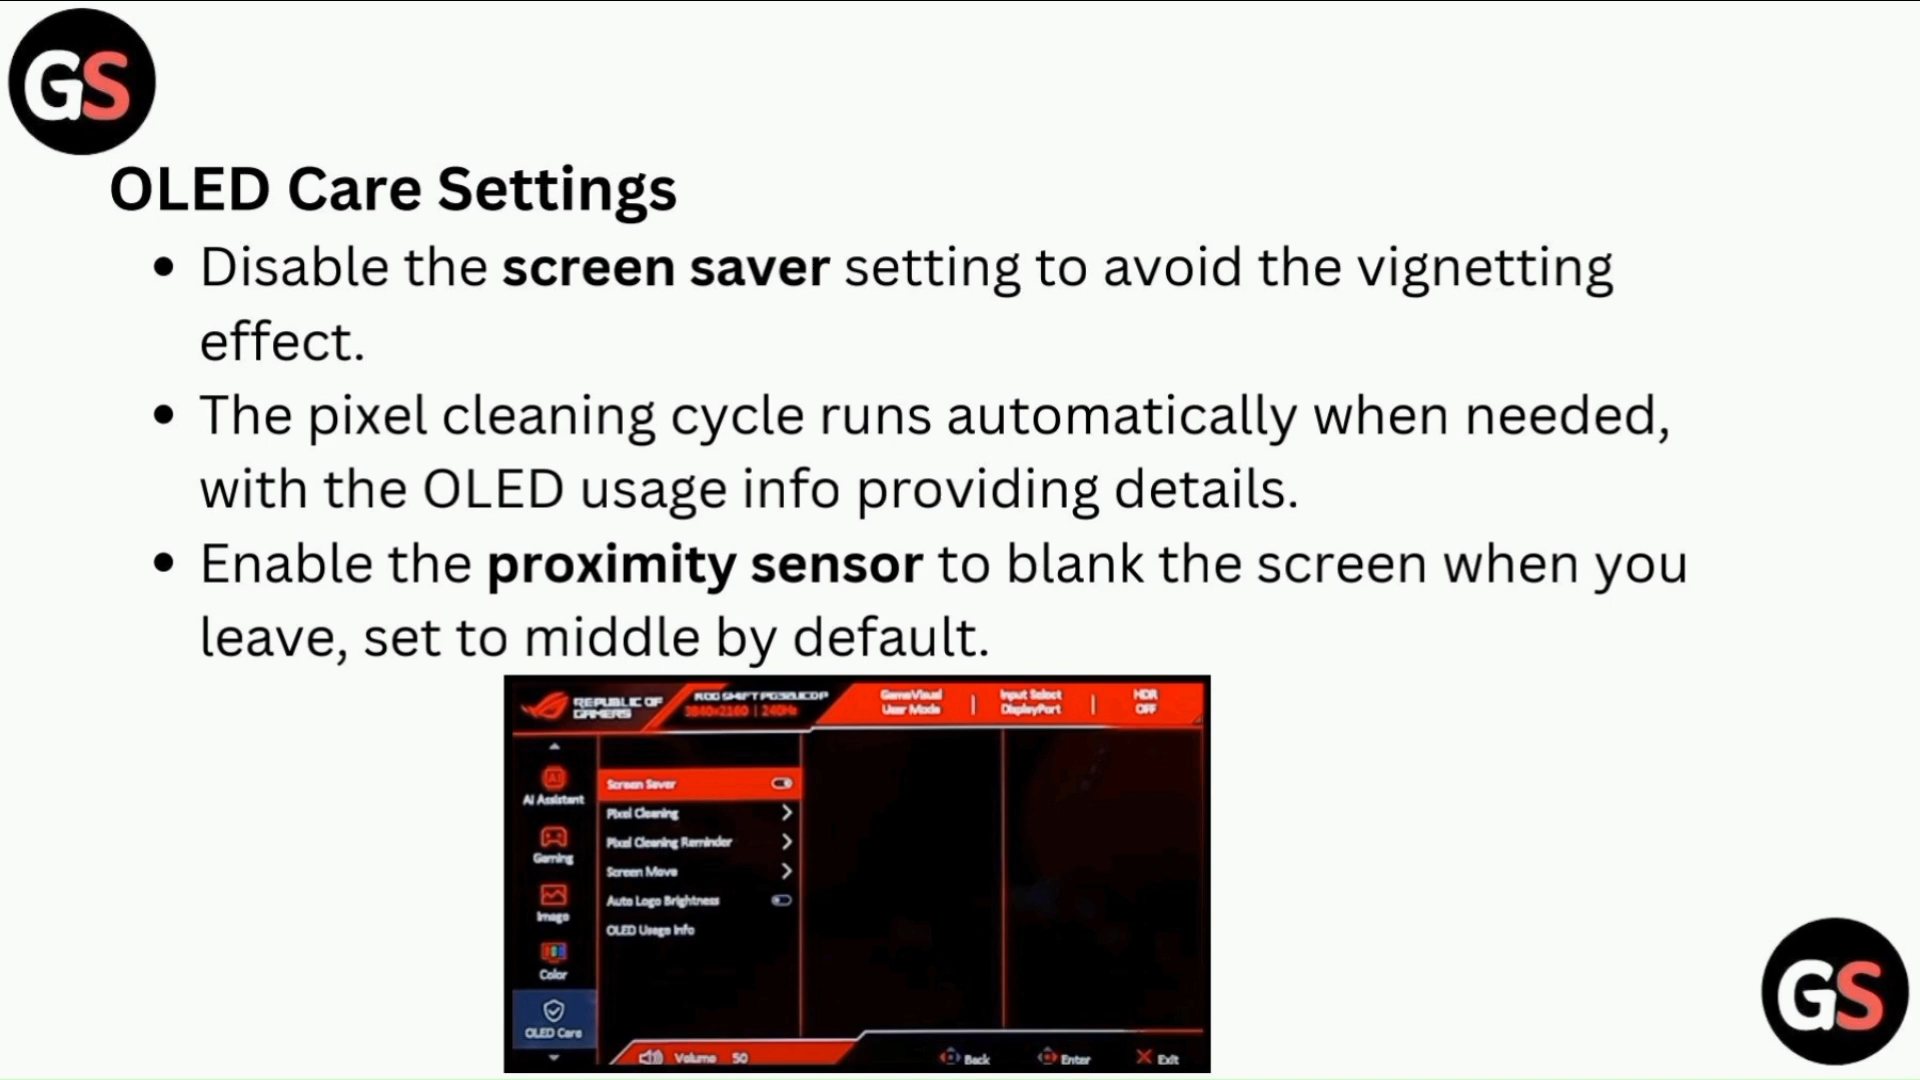 GS
OLED Care Settings
• Disable the screen saver setting to avoid the vignetting
effect.
• The pixel cleaning cycle runs automatically when needed,
with the OLED usage info providing details.
• Enable the proximity sensor to blank the screen when you
leave, set to middle by default.
REPUBLIC OF
GAMERS
3840x2160 | 240Hz
GameVisual
User Mode
Input Select
DisplayPort
HDR
OFF
AI Assistant
Gaming
Image
Color
OLED Care
Screen Saver
Pixel Cleaning
Pixel Cleaning Reminder
Screen Move
Auto Logo Brightness
OLED Usage Info
Volume 50
Back
Enter
Exit
GS